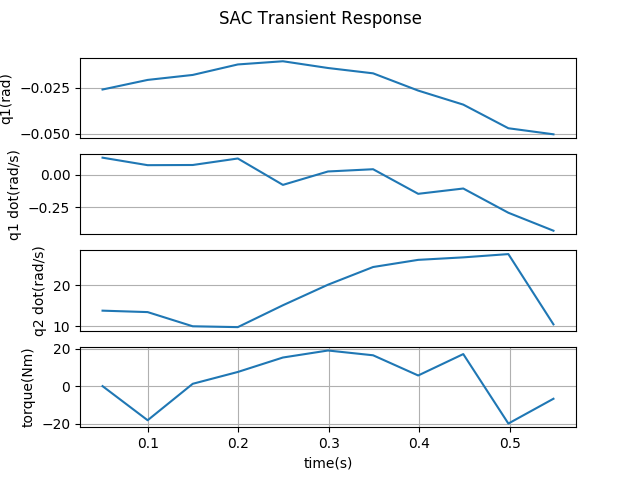 SAC Transient Response
q1(rad)
−0.025
−0.050
q1 dot(rad/s)
0.00
−0.25
q2 dot(rad/s)
20
10
torque(Nm)
20
0
−20
0.1 0.2 0.3 0.4 0.5
time(s)